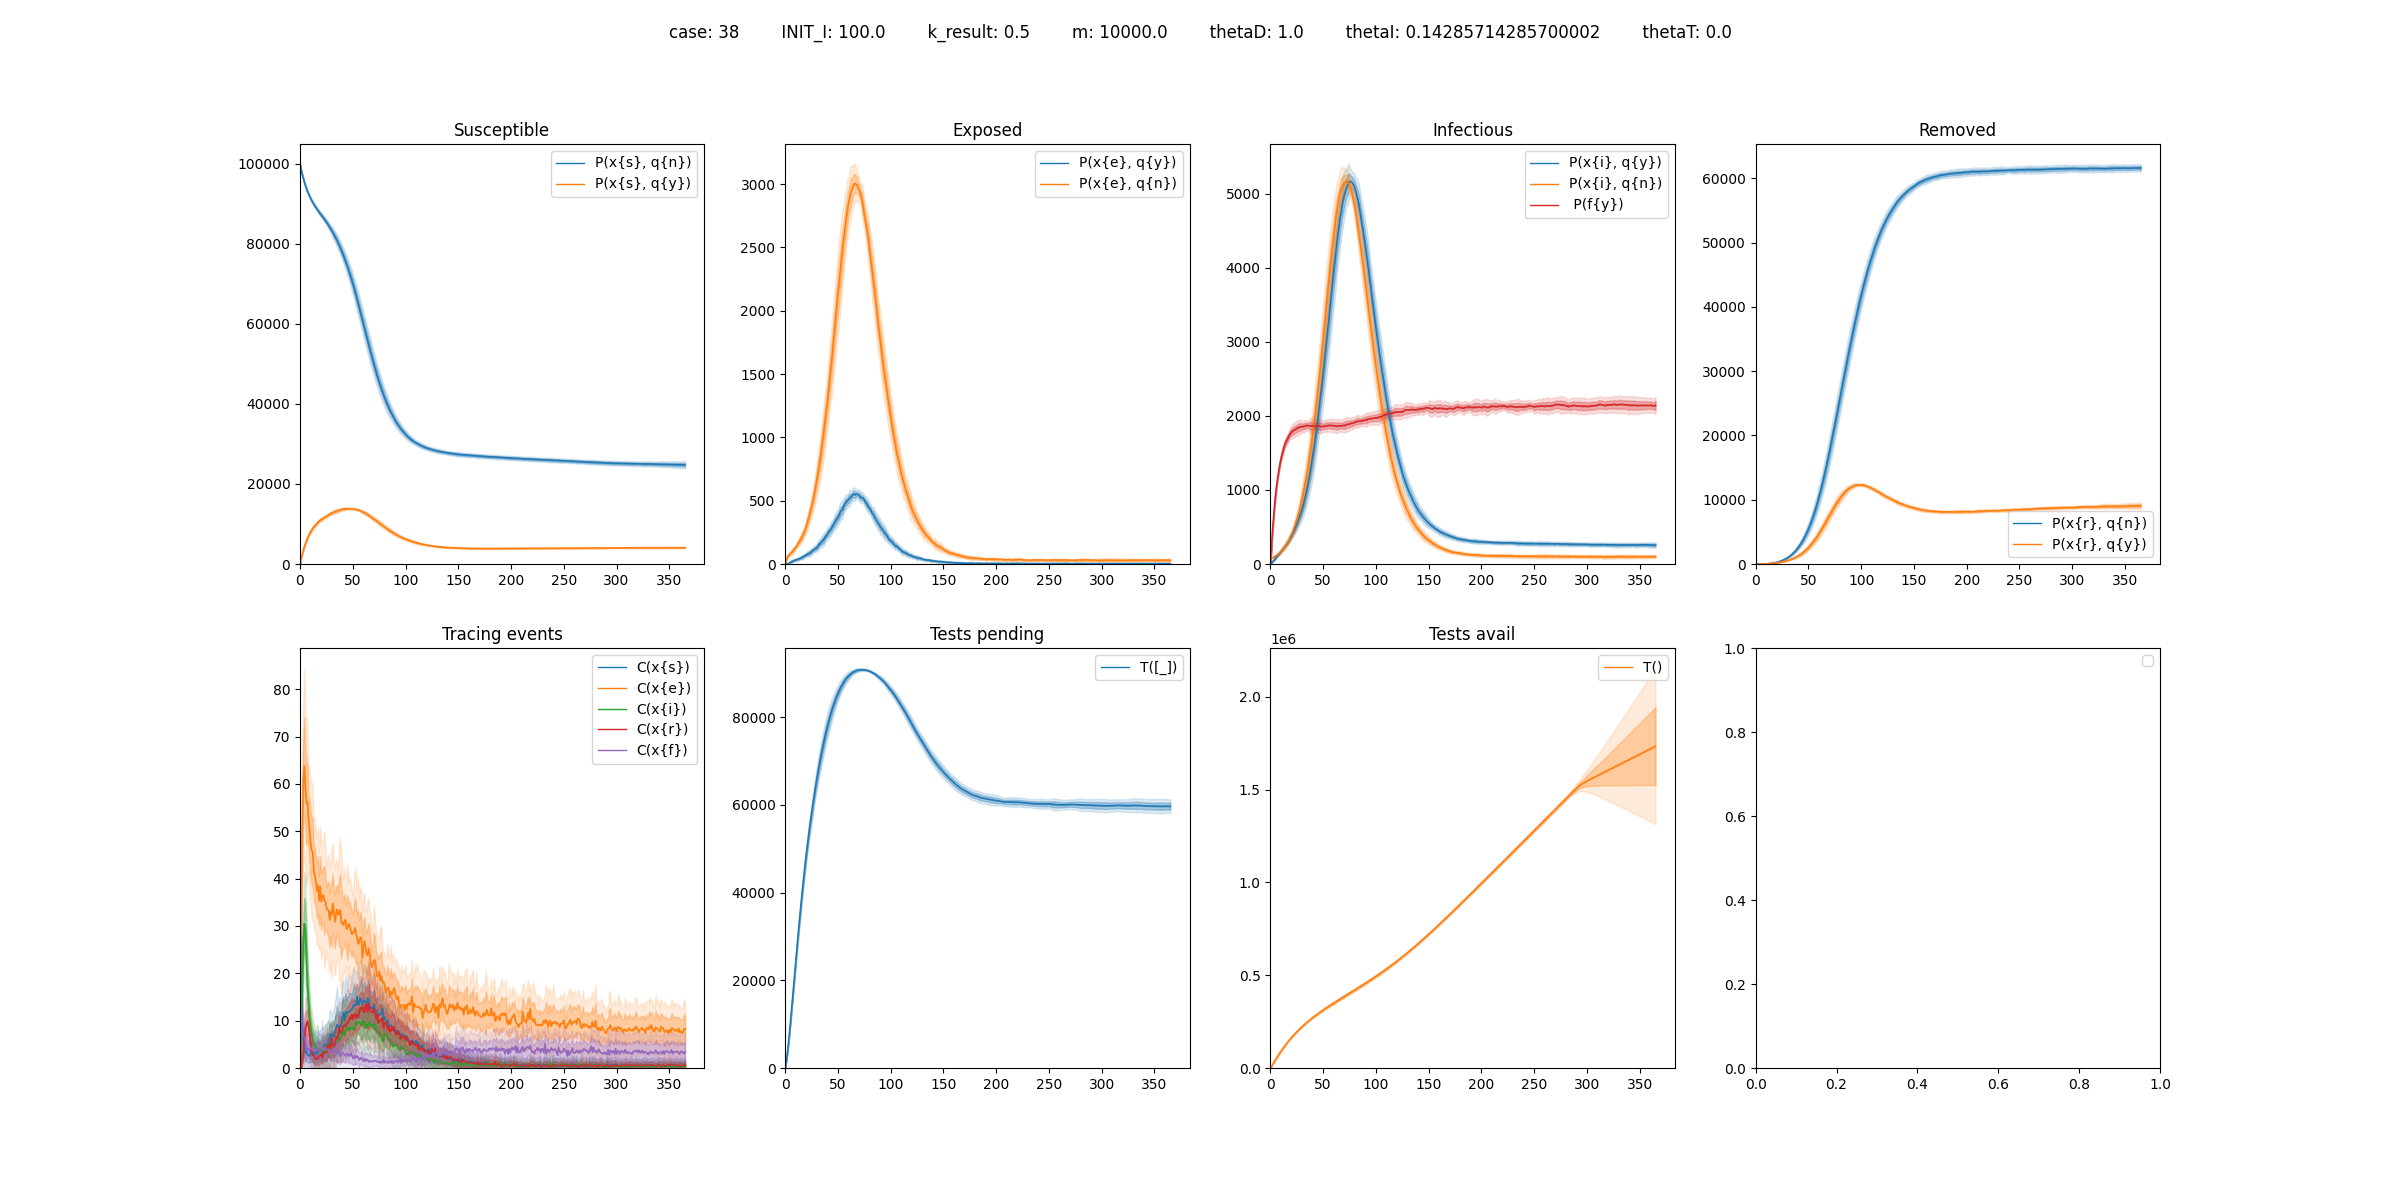 case: 38 INIT_I: 100.0 k_result: 0.5 m: 10000.0 thetaD: 1.0 thetaI: 0.14285714285700002 thetaT: 0.0
Susceptible
P(x{s}, q{n})
P(x{s}, q{y})
100000
80000
60000
40000
20000
0
0 50 100 150 200 250 300 350
Exposed
P(x{e}, q{y})
P(x{e}, q{n})
3000
2500
2000
1500
1000
500
0
0 50 100 150 200 250 300 350
Infectious
P(x{i}, q{y})
P(x{i}, q{n})
P(f{y})
5000
4000
3000
2000
1000
0
0 50 100 150 200 250 300 350
Removed
60000
50000
40000
30000
20000
10000
0
P(x{r}, q{n})
P(x{r}, q{y})
0 50 100 150 200 250 300 350
Tracing events
C(x{s})
C(x{e})
C(x{i})
C(x{r})
C(x{f})
80
70
60
50
40
30
20
10
0
0 50 100 150 200 250 300 350
Tests pending
T([_])
80000
60000
40000
20000
0
0 50 100 150 200 250 300 350
Tests avail
1e6
T()
2.0
1.5
1.0
0.5
0.0
0 50 100 150 200 250 300 350
1.0
0.8
0.6
0.4
0.2
0.0
0.0 0.2 0.4 0.6 0.8 1.0